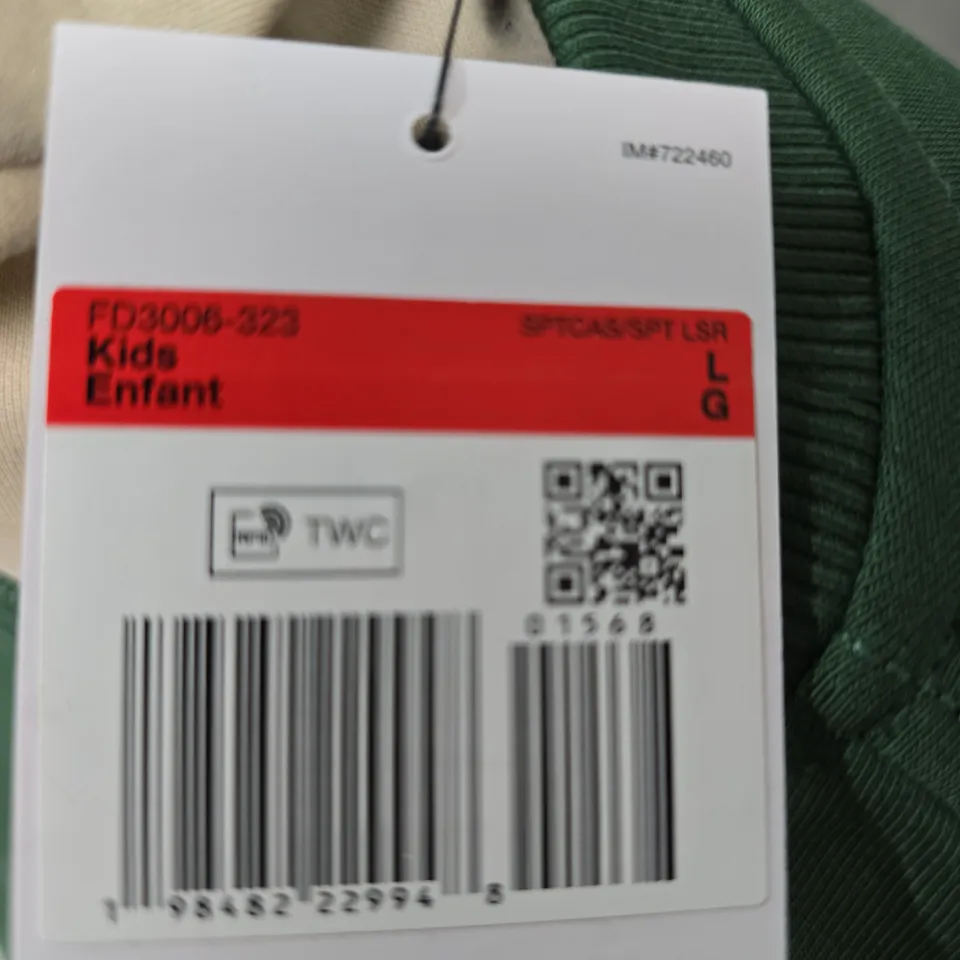 IM#722460
FD3006-323
SPTCAS/SPT LSR
Kids
L
Enfant
G
TWC
01568
1 98482 22994 8